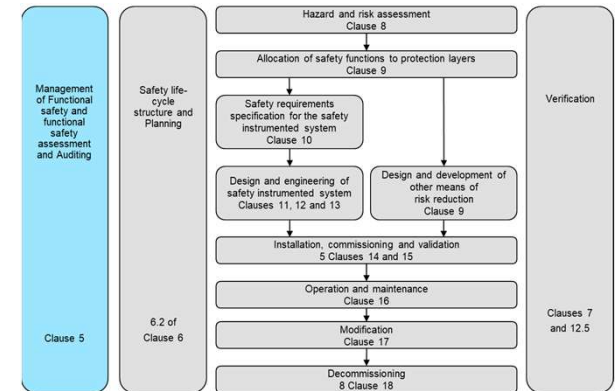 Management
of Functional
safety and
functional
safety
assessment
and Auditing
Clause 5
Safety life-
cycle
structure and
Planning
6.2 of
Clause 6
Hazard and risk assessment
Clause 8
Allocation of safety functions to protection layers
Clause 9
Safety requirements
specification for the safety
instrumented system
Clause 10
Design and engineering of
safety instrumented system
Clauses 11, 12 and 13
Design and development of
other means of
risk reduction
Clause 9
Installation, commissioning and validation
5 Clauses 14 and 15
Operation and maintenance
Clause 16
Modification
Clause 17
Decommissioning
8 Clause 18
Verification
Clauses 7
and 12.5